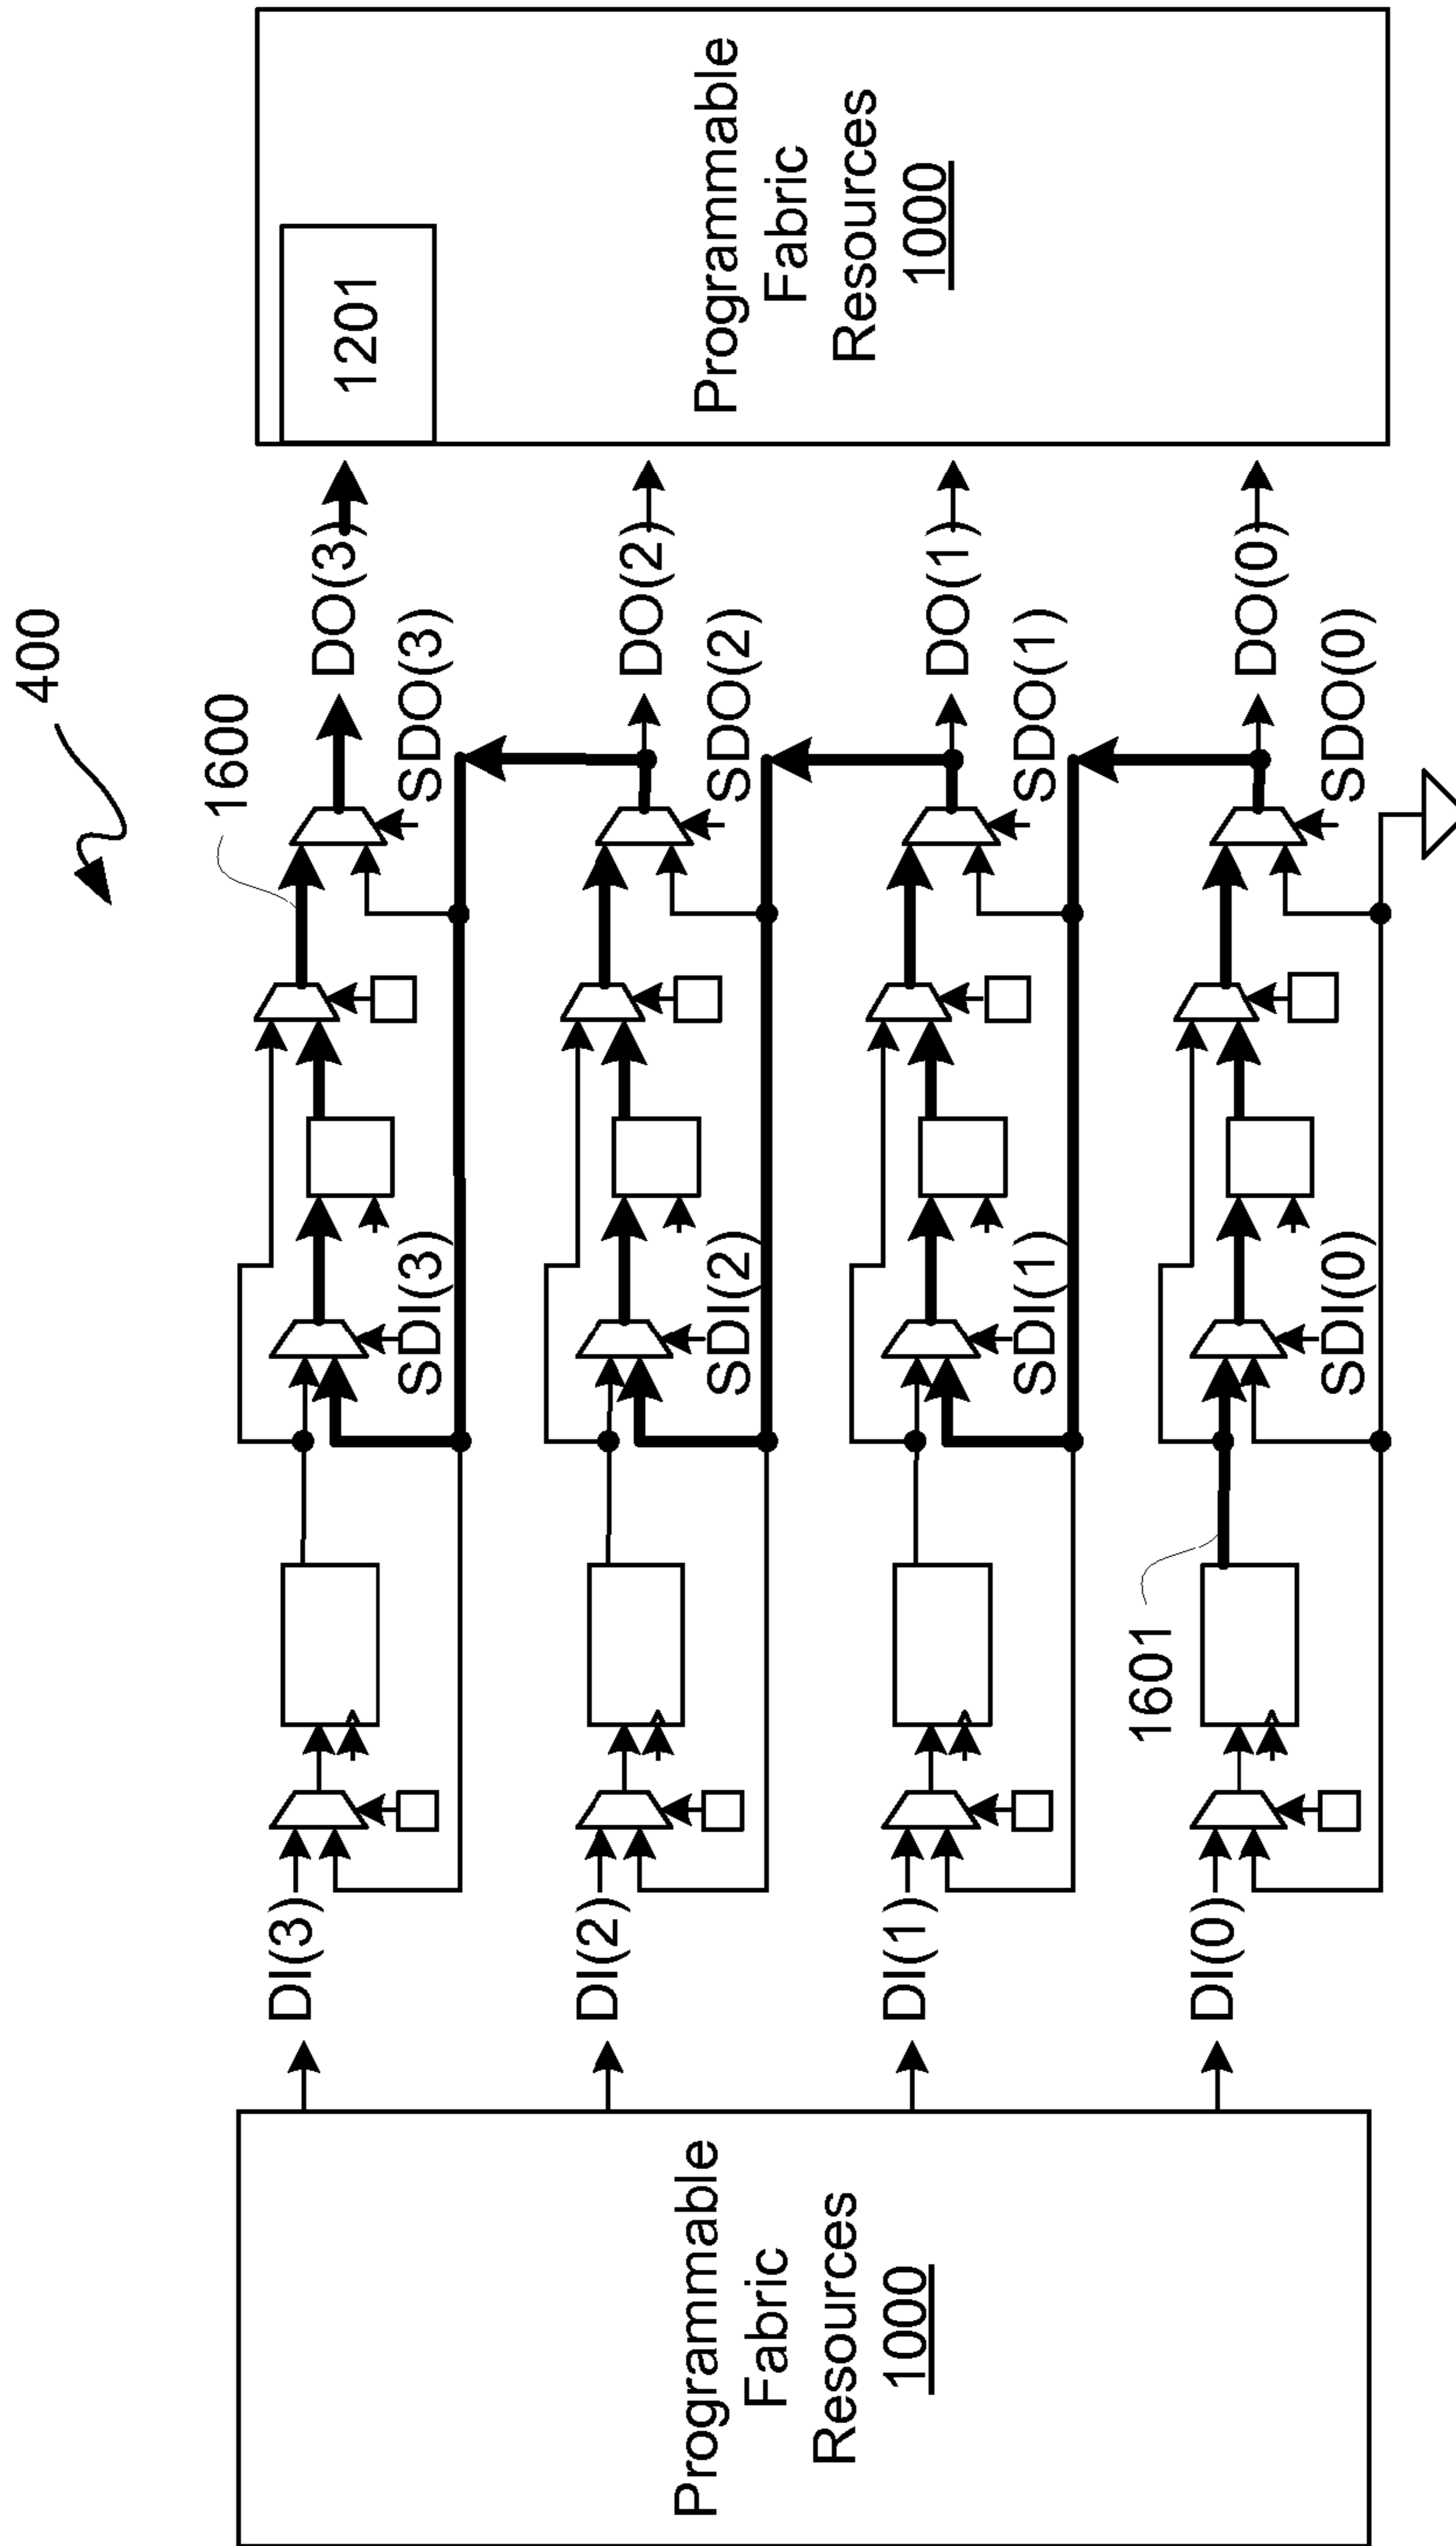 400
Programmable
Fabric
Resources
1000
DI(3)
SDI(3)
1600
SDO(3)
DO(3)
1201
DI(2)
SDI(2)
SDO(2)
DO(2)
DI(1)
SDI(1)
SDO(1)
DO(1)
DI(0)
1601
SDI(0)
SDO(0)
DO(0)
Programmable
Fabric
Resources
1000